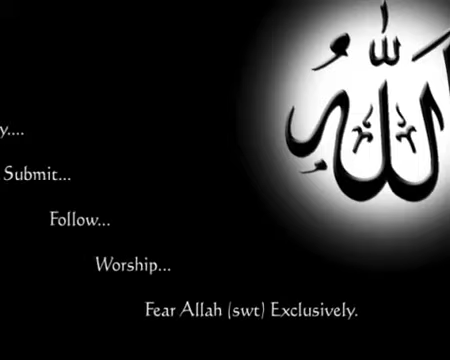 الله
y....
Submit...
Follow...
Worship...
Fear Allah (swt) Exclusively.